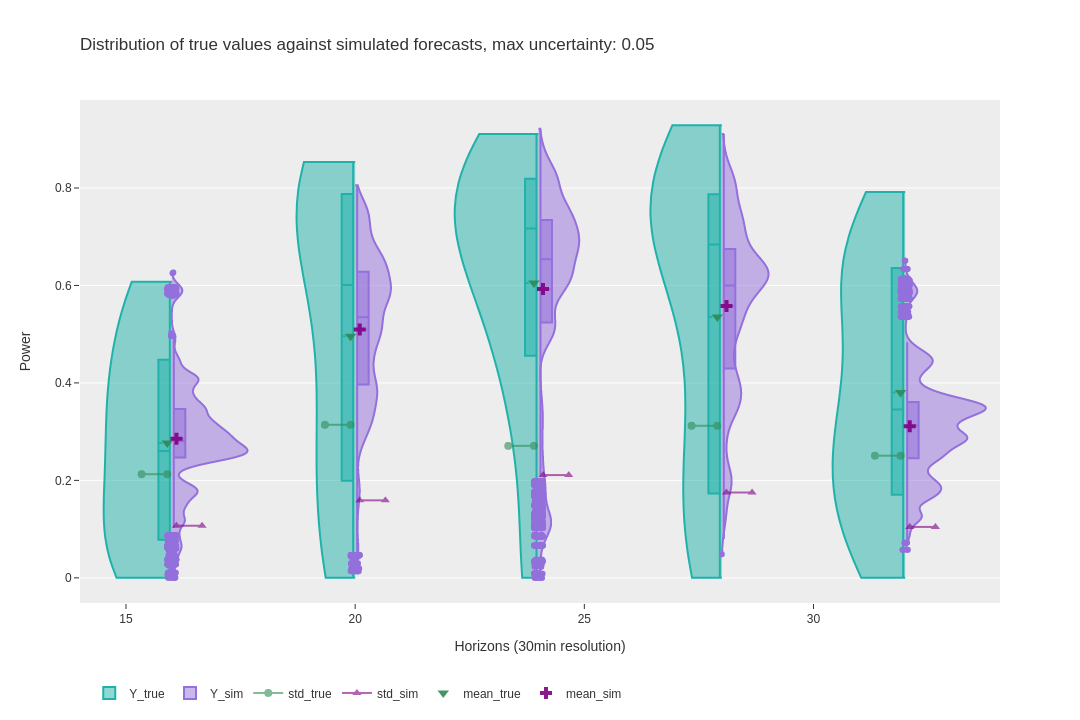 Distribution of true values against simulated forecasts, max uncertainty: 0.05
Power
0.8
0.6
0.4
0.2
0
15 20 25 30
Horizons (30min resolution)
Y_true Y_sim std_true std_sim mean_true mean_sim